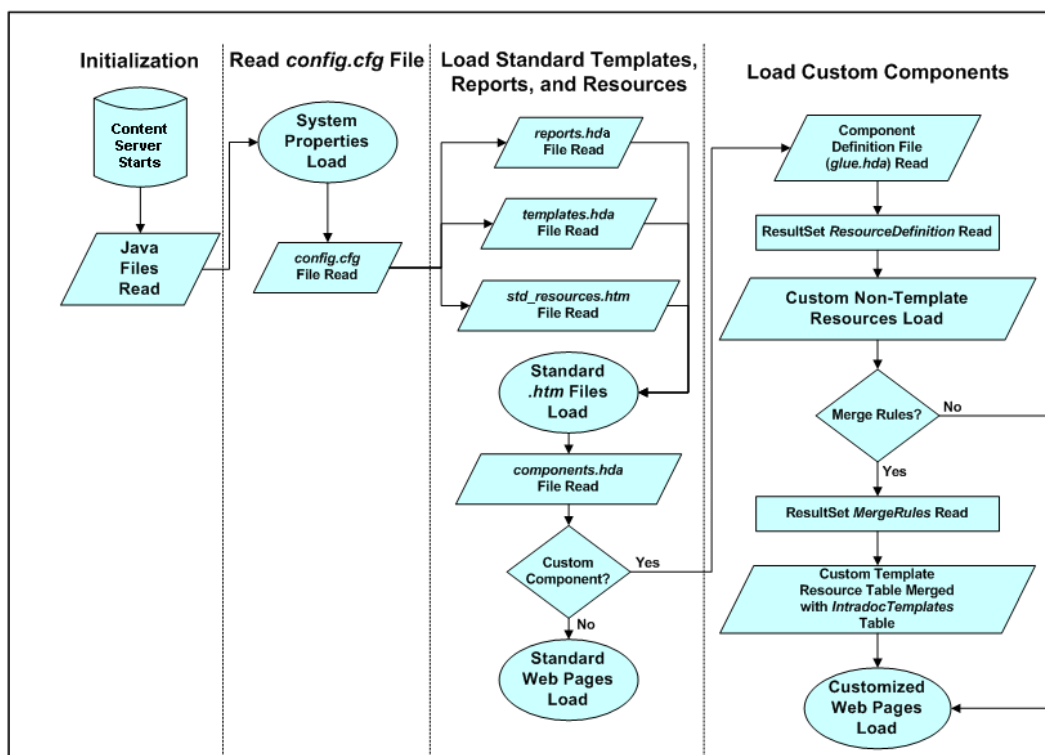 Initialization
Content
Server
Starts
Java
Files
Read
Read config.cfg File
System
Properties
Load
config.cfg
File Read
Load Standard Templates,
Reports, and Resources
reports.hda
File Read
templates.hda
File Read
std_resources.htm
File Read
Standard
.htm Files
Load
components.hda
File Read
Custom
Component?
Yes
No
Standard
Web Pages
Load
Load Custom Components
Component
Definition File
(glue.hda) Read
ResultSet ResourceDefinition Read
Custom Non-Template
Resources Load
Merge Rules?
No
Yes
ResultSet MergeRules Read
Custom Template
Resource Table Merged
with IntradocTemplates
Table
Customized
Web Pages
Load